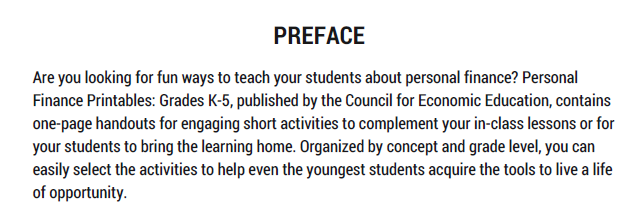 PREFACE
Are you looking for fun ways to teach your students about personal finance? Personal
Finance Printables: Grades K-5, published by the Council for Economic Education, contains
one-page handouts for engaging short activities to complement your in-class lessons or for
your students to bring the learning home. Organized by concept and grade level, you can
easily select the activities to help even the youngest students acquire the tools to live a life
of opportunity.